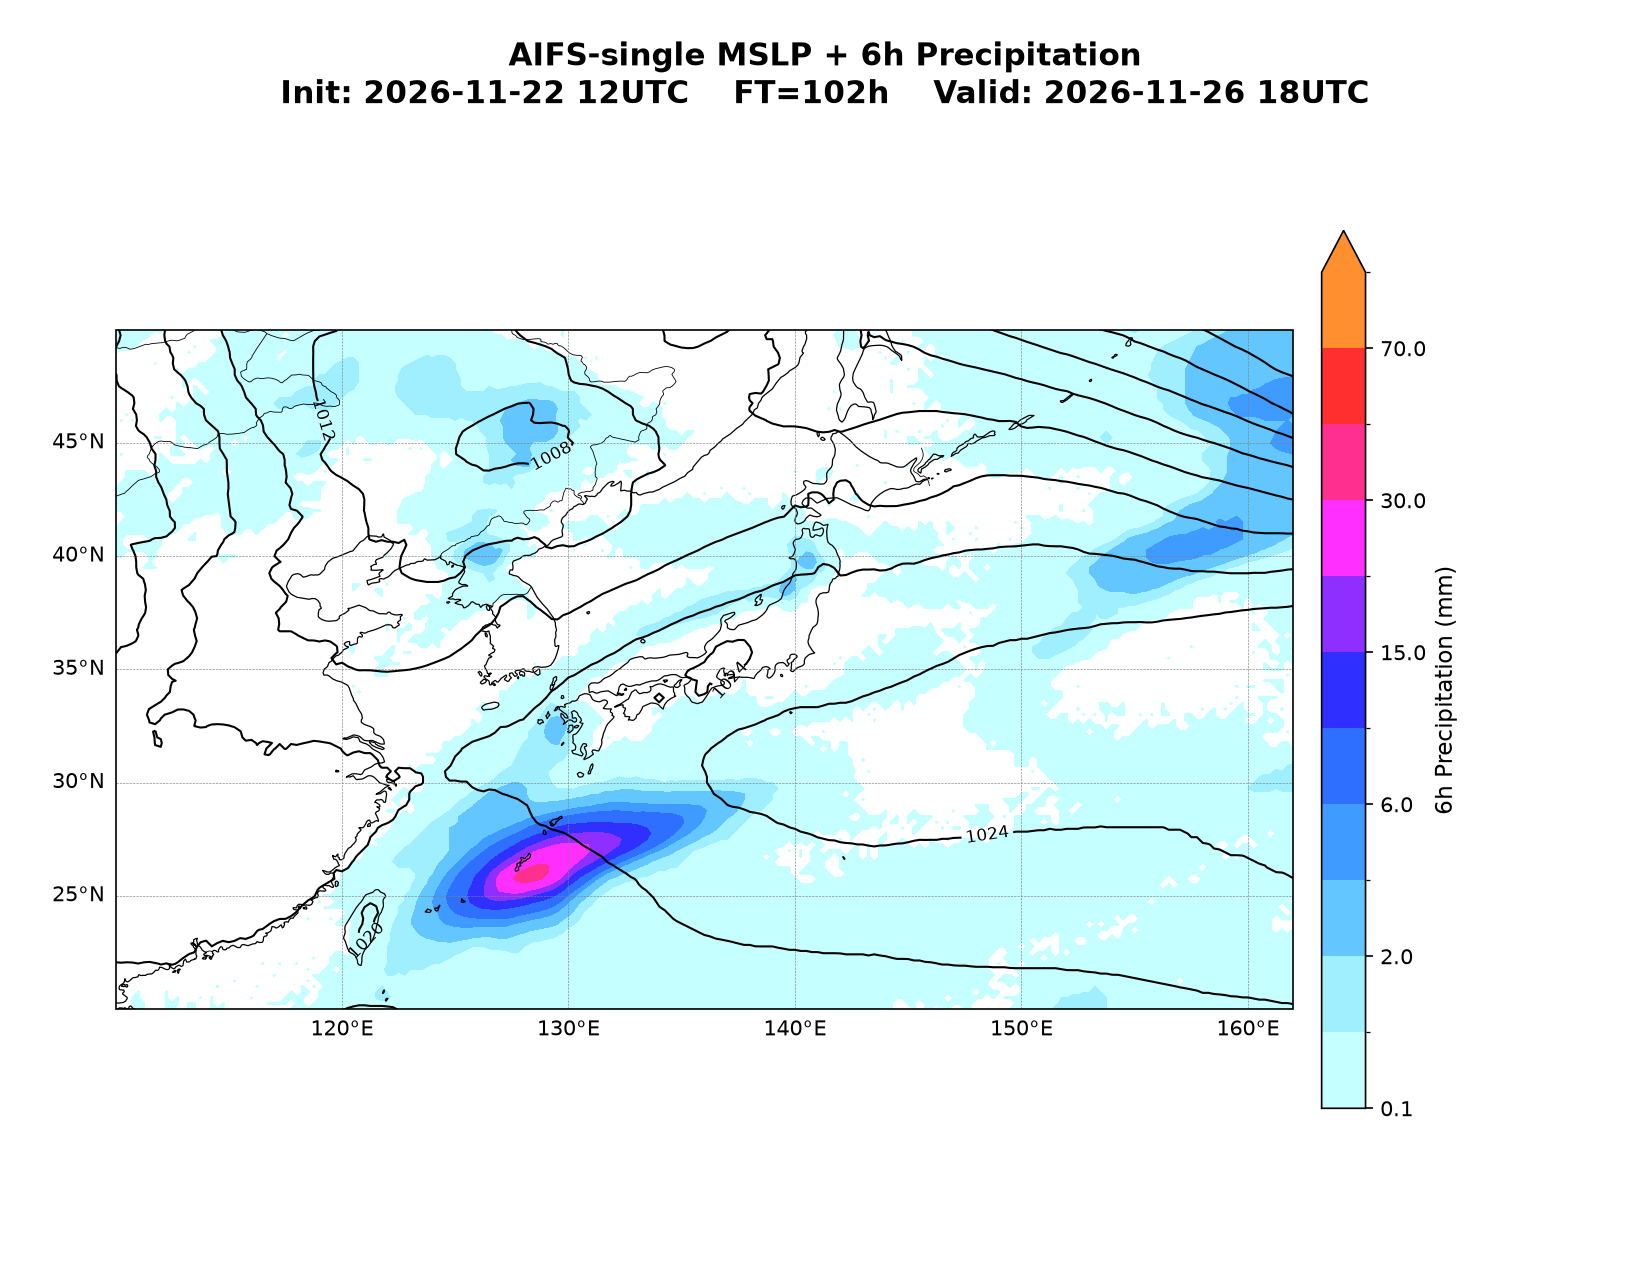 AIFS-single MSLP + 6h Precipitation
Init: 2026-11-22 12UTC    FT=102h    Valid: 2026-11-26 18UTC
70.0
30.0
15.0
6.0
2.0
0.1
6h Precipitation (mm)
45°N
40°N
35°N
30°N
25°N
120°E
130°E
140°E
150°E
160°E
1012
1008
1024
1024
1020